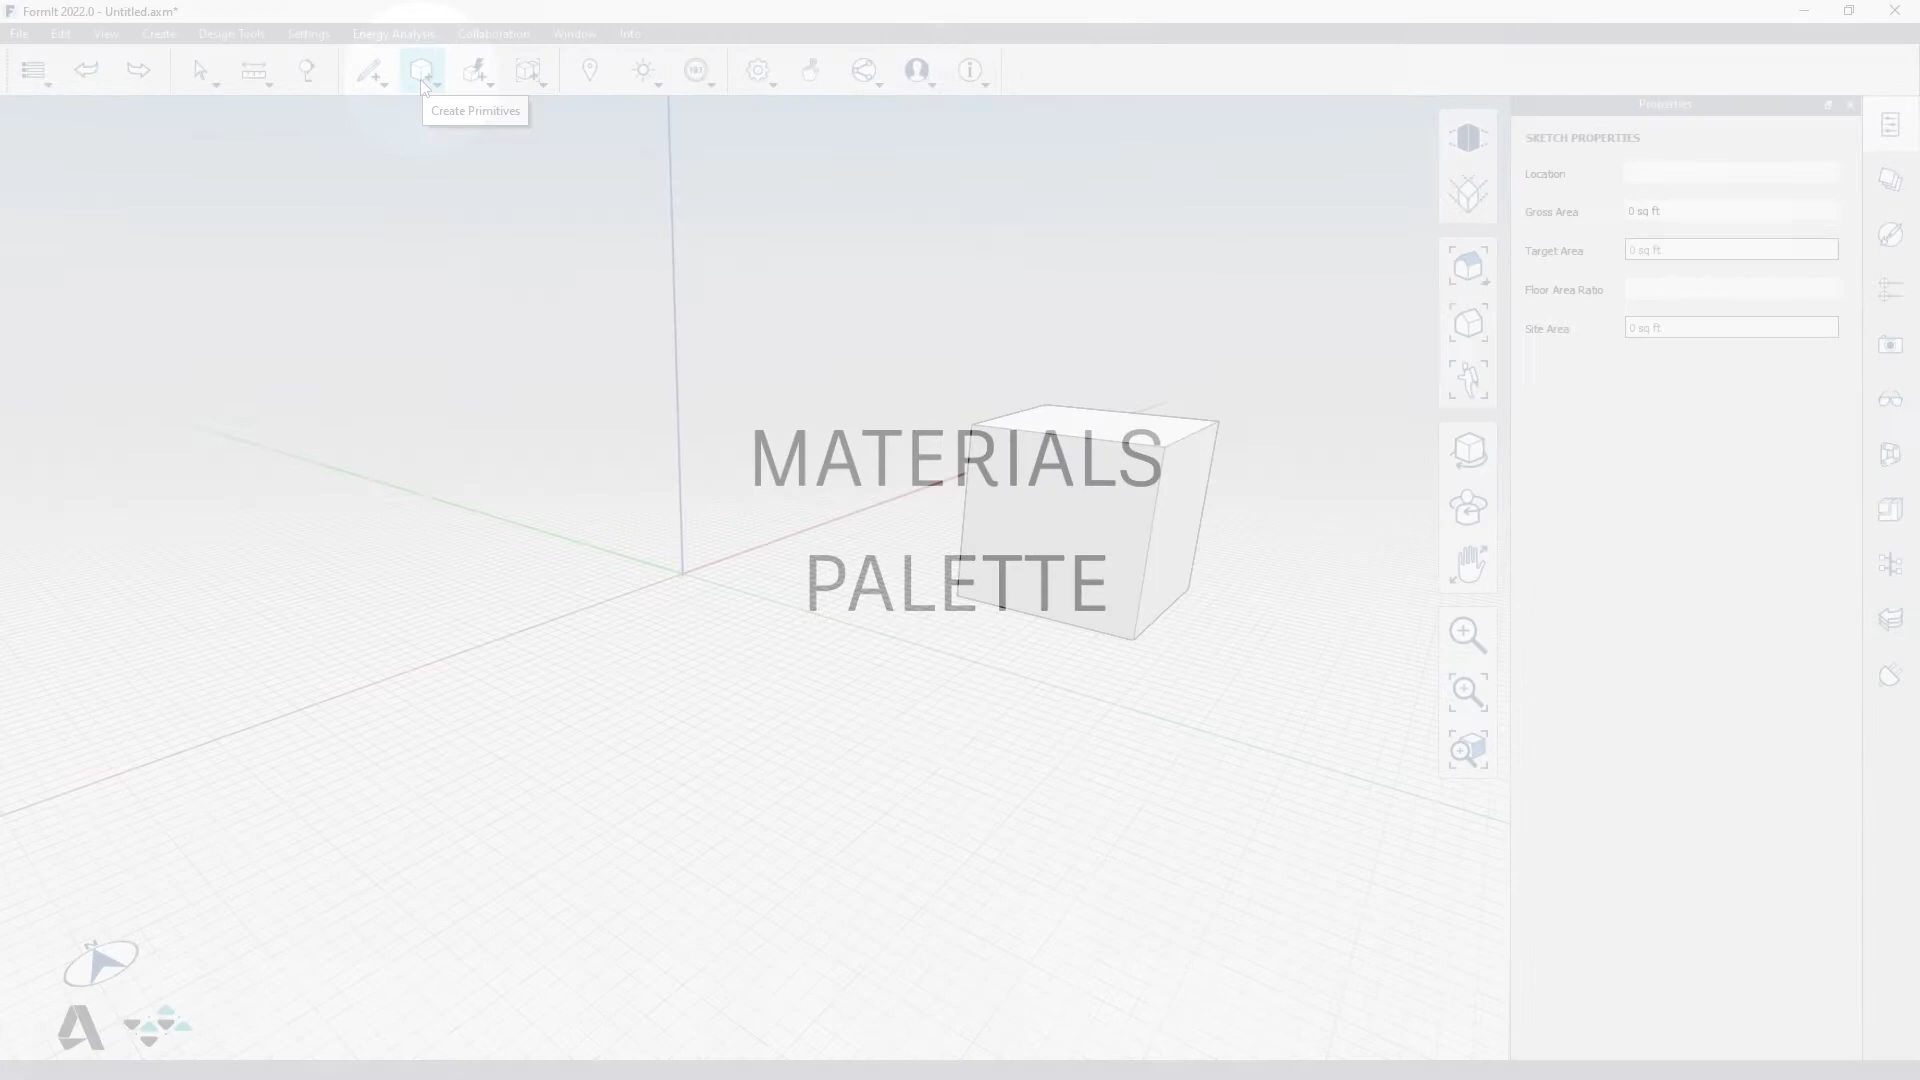 FormIt 2022.0 - Untitled.axm*
File Edit View Create Design Tools Settings Energy Analysis Collaboration Window Info
Create Primitives
Properties
SKETCH PROPERTIES
Location
Gross Area 0 sq ft
Target Area 0 sq ft
Floor Area Ratio
Site Area 0 sq ft
MATERIALS
PALETTE